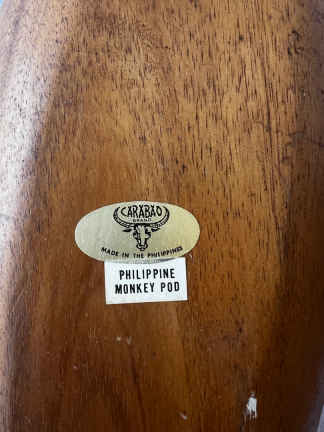 CARABAO
BRAND
MADE IN THE PHILIPPINES
PHILIPPINE
MONKEY POD